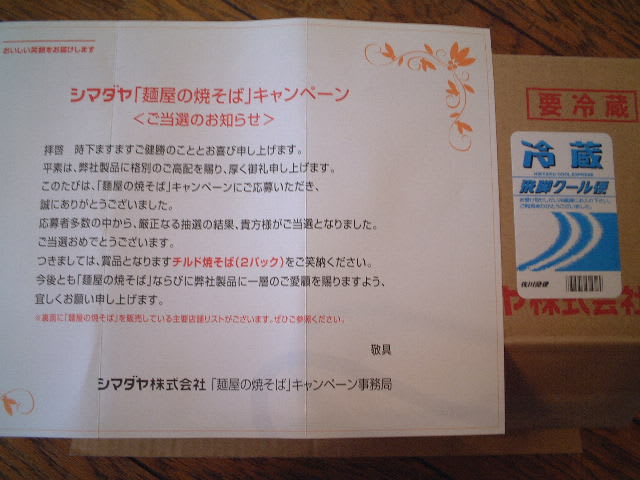 おいしい笑顔をお届けします
シマダヤ「麺屋の焼そば」キャンペーン
<ご当選のお知らせ>
拝啓　時下ますますご健勝のこととお喜び申し上げます。
平素は、弊社製品に格別のご高配を賜り、厚く御礼申し上げます。
このたびは、「麺屋の焼そば」キャンペーンにご応募いただき、
誠にありがとうございました。
応募者多数の中から、厳正なる抽選の結果、貴方様がご当選となりました。
ご当選おめでとうございます。
つきましては、賞品となりますチルド焼そば(2パック)をご笑納ください。
今後とも「麺屋の焼そば」ならびに弊社製品に一層のご愛顧を賜りますよう、
宜しくお願い申し上げます。
※裏面に「麺屋の焼そば」を販売している主要店舗リストがございます。ぜひご参照ください。
敬具
シマダヤ株式会社「麺屋の焼そば」キャンペーン事務局
要冷蔵
冷蔵
飛脚クール便
佐川急便
ヤ株式会社